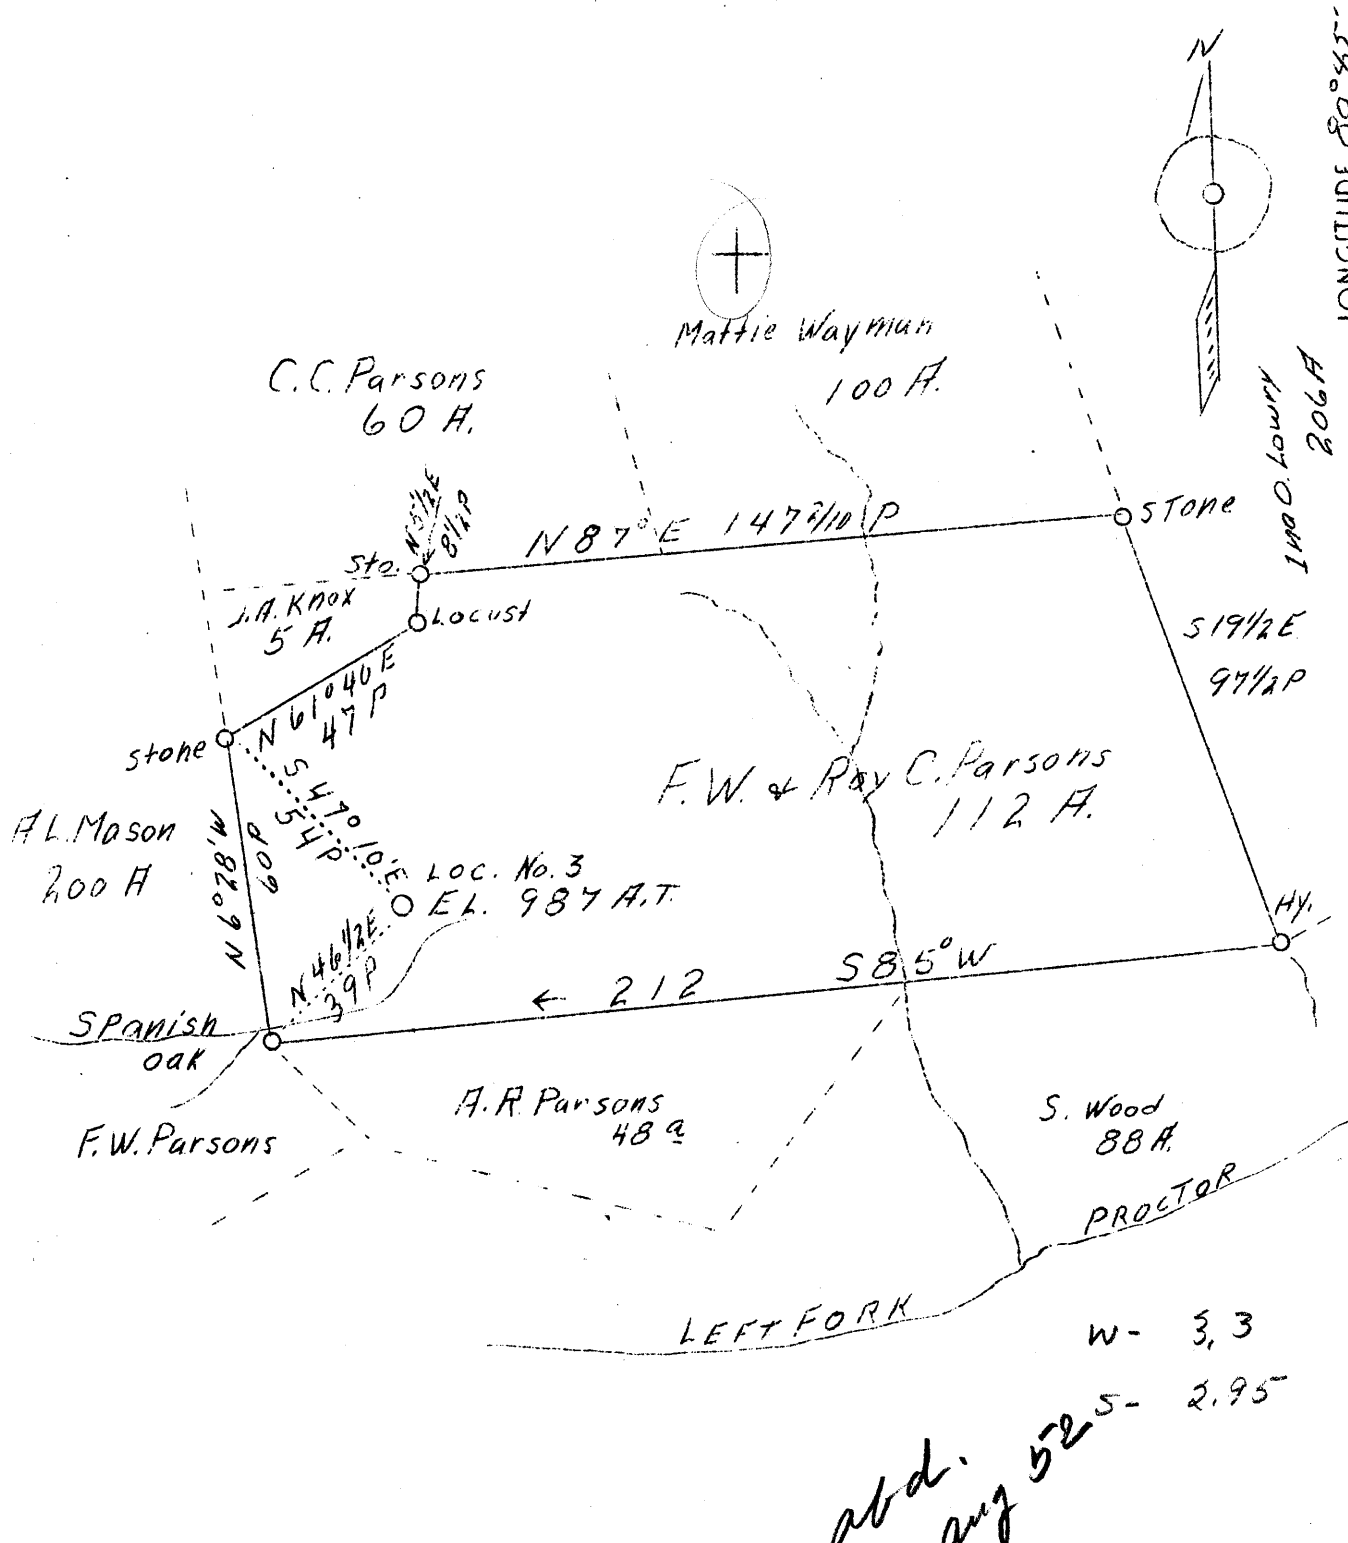 N
LONGITUDE 80°45'
Mattie Wayman
100 A.
C.C. Parsons
60 A.
206 A
N 5 1/2 E
8 1/2 P
N 87° E 147 2/10 P
STone
Sto.
J.A. Knox
5 A.
Locust
S 19 1/2 E
97 1/2 P
N 61° 40 E
47 P
Stone
S 47° 10' E
54 P
F.W. & Roy C. Parsons
112 A.
A L. Mason
200 A
N 6° 28' W
60 P
Loc. No. 3
EL. 987 A.T.
N 46 1/2 E
39 P
Hy.
S 85° W
← 212
SPanish
oak
F.W. Parsons
A.R. Parsons
48 a
S. Wood
88 A.
LEFT FORK
PROCTOR
W- 3.3
S- 2.95
abd.
Aug 52